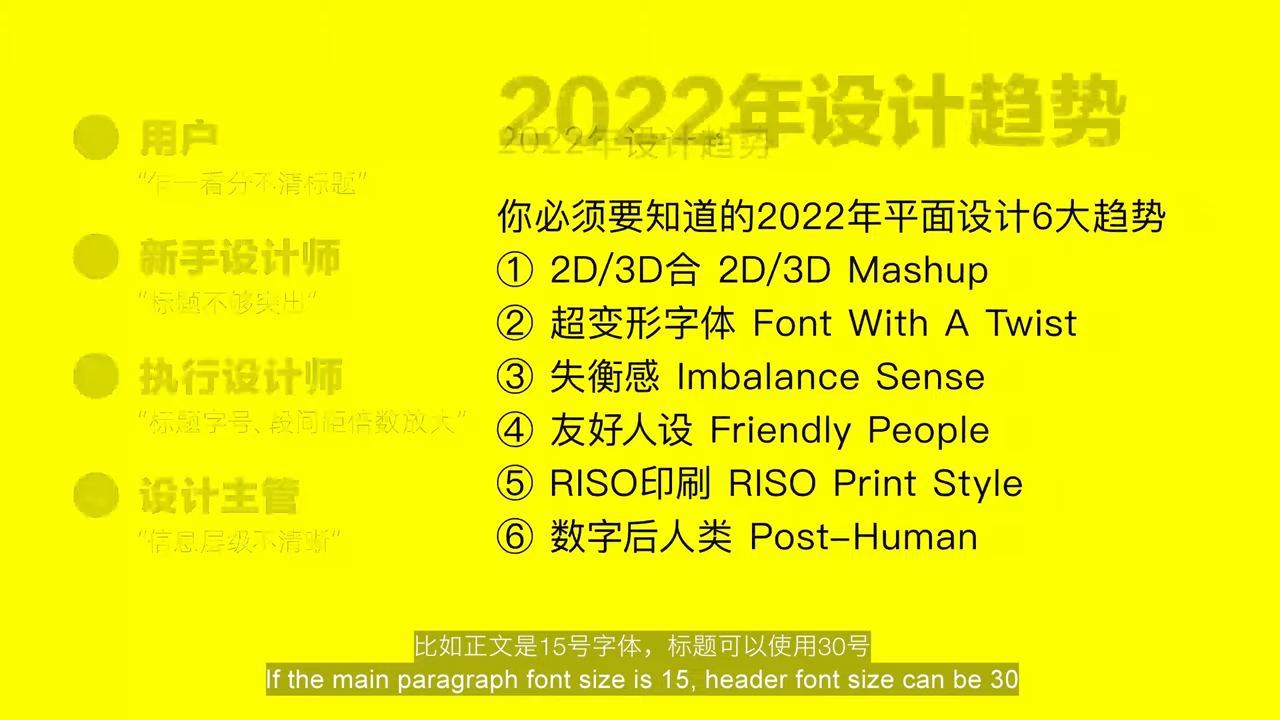 用户
“乍一看分不清标题”
新手设计师
“标题不够突出”
执行设计师
“标题字号、段间距倍数放大”
设计主管
“信息层级不清晰”
2022年设计趋势
2022年设计趋势
你必须要知道的2022年平面设计6大趋势
① 2D/3D合 2D/3D Mashup
② 超变形字体 Font With A Twist
③ 失衡感 Imbalance Sense
④ 友好人设 Friendly People
⑤ RISO印刷 RISO Print Style
⑥ 数字后人类 Post-Human
比如正文是15号字体，标题可以使用30号
If the main paragraph font size is 15, header font size can be 30